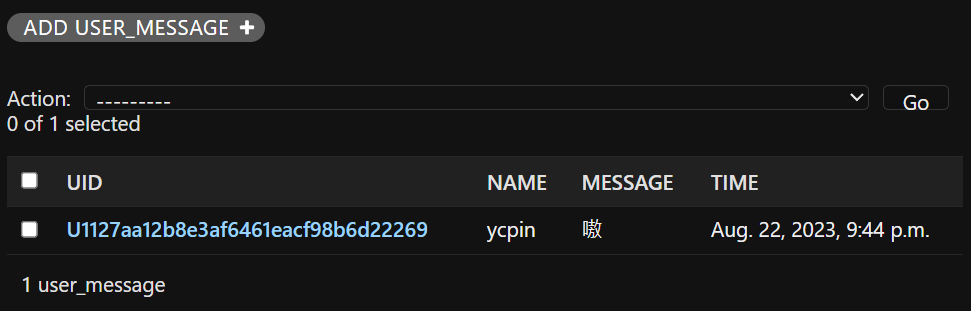 ADD USER_MESSAGE +
Action: --------- Go
0 of 1 selected
UID NAME MESSAGE TIME
U1127aa12b8e3af6461eacf98b6d22269 ycpin 嗷 Aug. 22, 2023, 9:44 p.m.
1 user_message